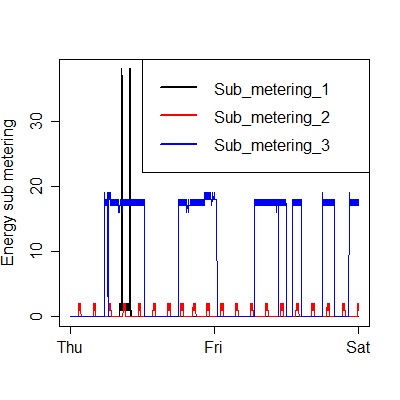 Sub_metering_1
Sub_metering_2
Sub_metering_3
Energy sub metering
30
20
10
0
Thu Fri Sat